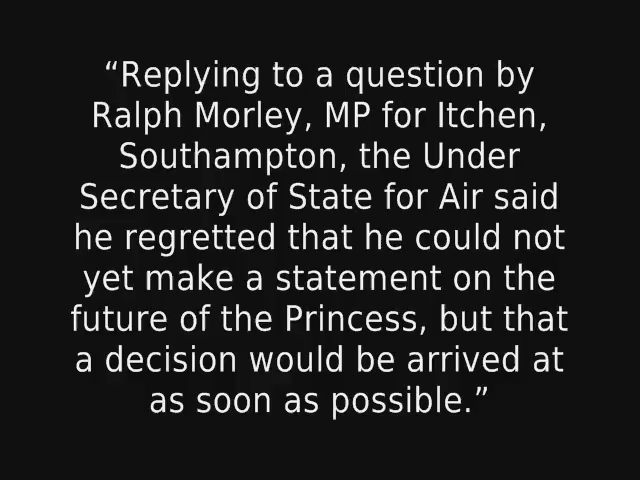 “Replying to a question by
Ralph Morley, MP for Itchen,
Southampton, the Under
Secretary of State for Air said
he regretted that he could not
yet make a statement on the
future of the Princess, but that
a decision would be arrived at
as soon as possible.”